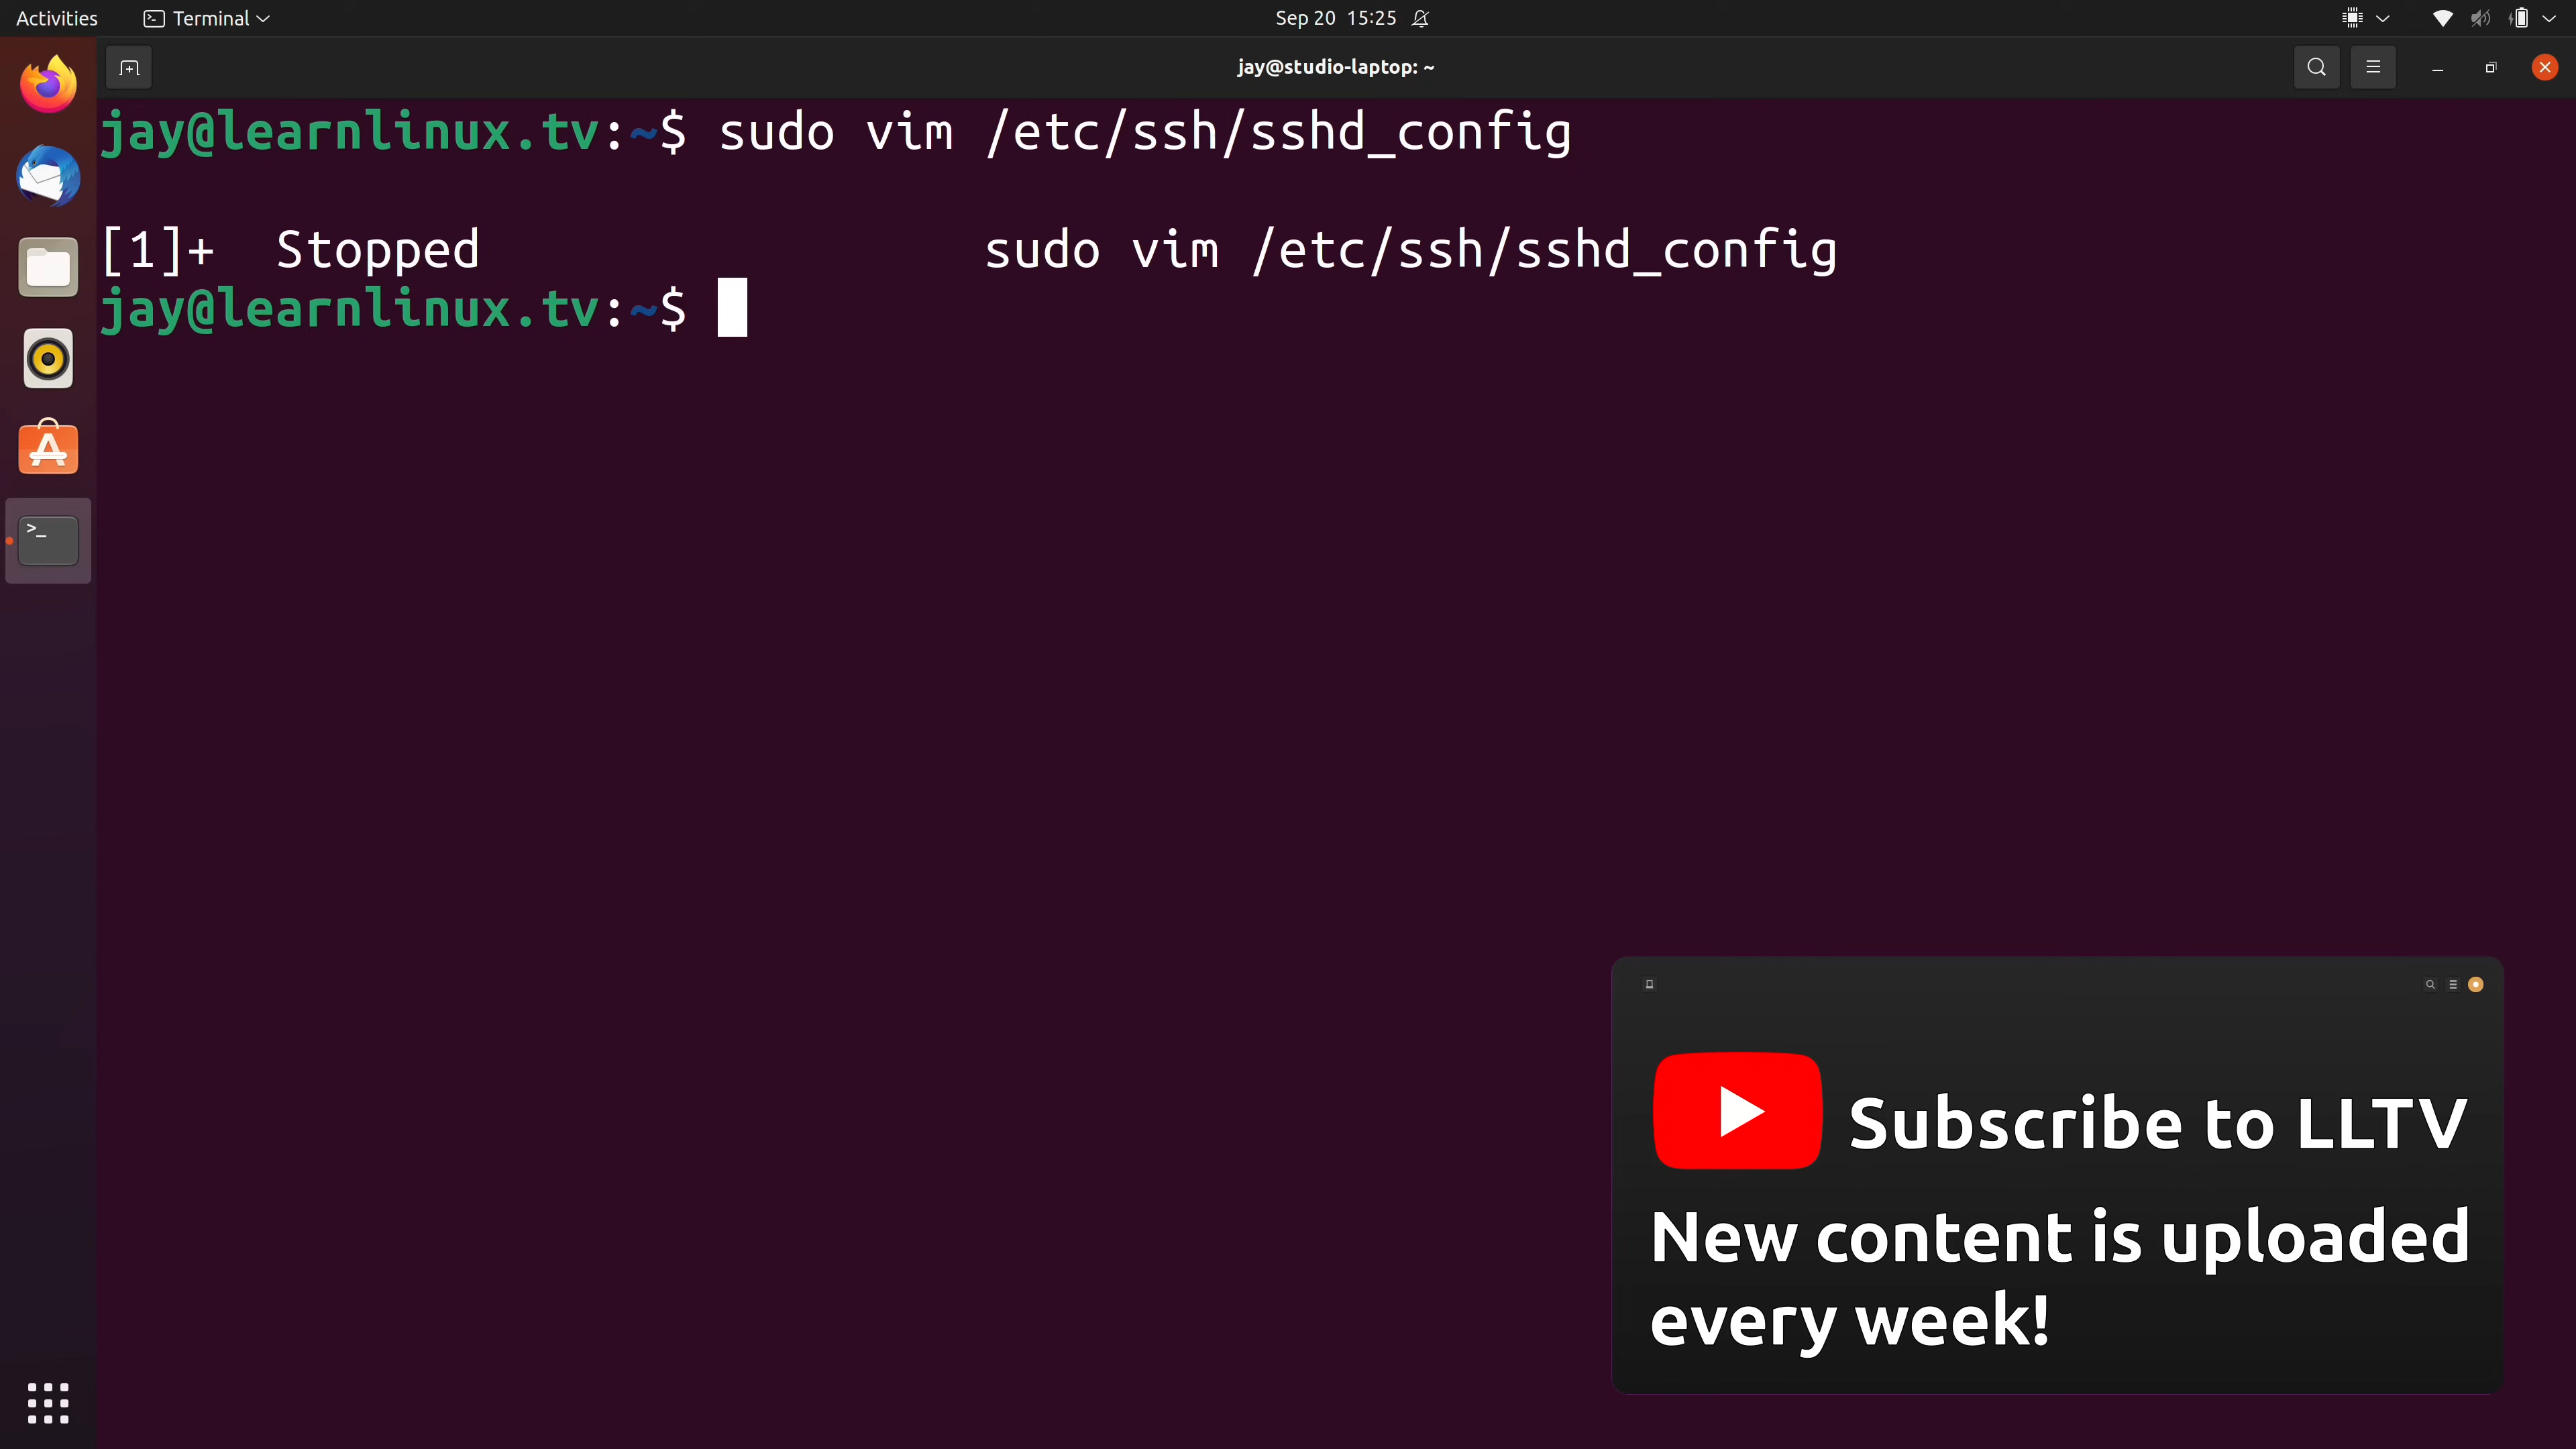 Activities Terminal Sep 20 15:25
jay@studio-laptop: ~
jay@learnlinux.tv:~$ sudo vim /etc/ssh/sshd_config
[1]+  Stopped                 sudo vim /etc/ssh/sshd_config
jay@learnlinux.tv:~$
Subscribe to LLTV
New content is uploaded
every week!